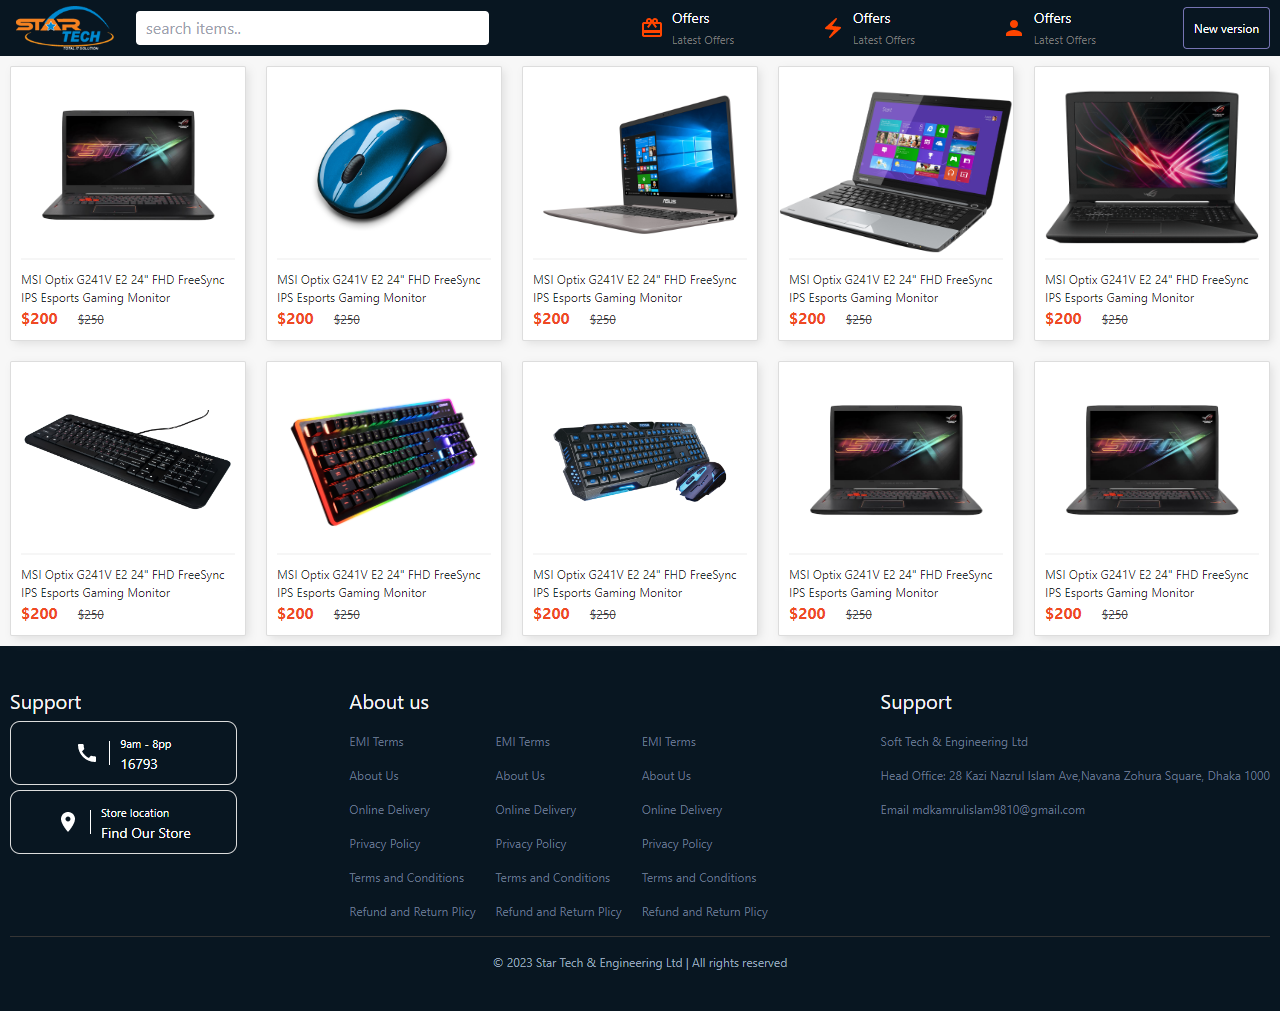 STAR TECH
TOTAL IT SOLUTION
search items..
Offers
Latest Offers
Offers
Latest Offers
Offers
Latest Offers
New version
MSI Optix G241V E2 24" FHD FreeSync
IPS Esports Gaming Monitor
$200 $250
MSI Optix G241V E2 24" FHD FreeSync
IPS Esports Gaming Monitor
$200 $250
MSI Optix G241V E2 24" FHD FreeSync
IPS Esports Gaming Monitor
$200 $250
MSI Optix G241V E2 24" FHD FreeSync
IPS Esports Gaming Monitor
$200 $250
MSI Optix G241V E2 24" FHD FreeSync
IPS Esports Gaming Monitor
$200 $250
MSI Optix G241V E2 24" FHD FreeSync
IPS Esports Gaming Monitor
$200 $250
MSI Optix G241V E2 24" FHD FreeSync
IPS Esports Gaming Monitor
$200 $250
MSI Optix G241V E2 24" FHD FreeSync
IPS Esports Gaming Monitor
$200 $250
MSI Optix G241V E2 24" FHD FreeSync
IPS Esports Gaming Monitor
$200 $250
MSI Optix G241V E2 24" FHD FreeSync
IPS Esports Gaming Monitor
$200 $250
Support
9am - 8pp
16793
Store location
Find Our Store
About us
EMI Terms
About Us
Online Delivery
Privacy Policy
Terms and Conditions
Refund and Return Plicy
EMI Terms
About Us
Online Delivery
Privacy Policy
Terms and Conditions
Refund and Return Plicy
EMI Terms
About Us
Online Delivery
Privacy Policy
Terms and Conditions
Refund and Return Plicy
Support
Soft Tech & Engineering Ltd
Head Office: 28 Kazi Nazrul Islam Ave,Navana Zohura Square, Dhaka 1000
Email mdkamrulislam9810@gmail.com
© 2023 Star Tech & Engineering Ltd | All rights reserved